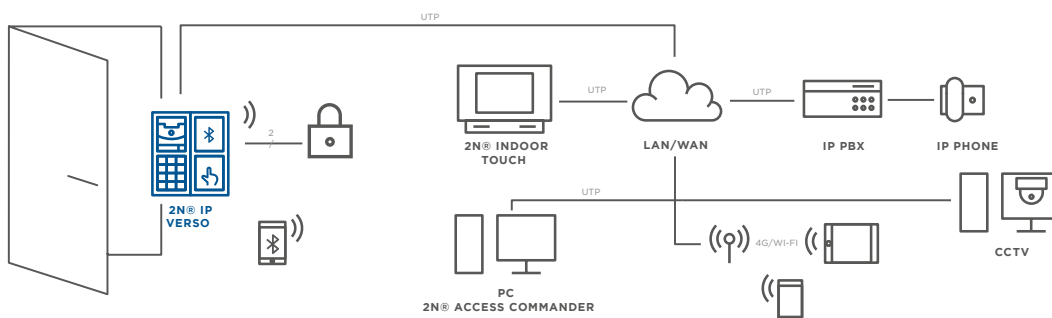 UTP
2
/
2N® IP
VERSO
2N® INDOOR
TOUCH
UTP
LAN/WAN
UTP
IP PBX
IP PHONE
UTP
PC
2N® ACCESS COMMANDER
4G/WI-FI
CCTV